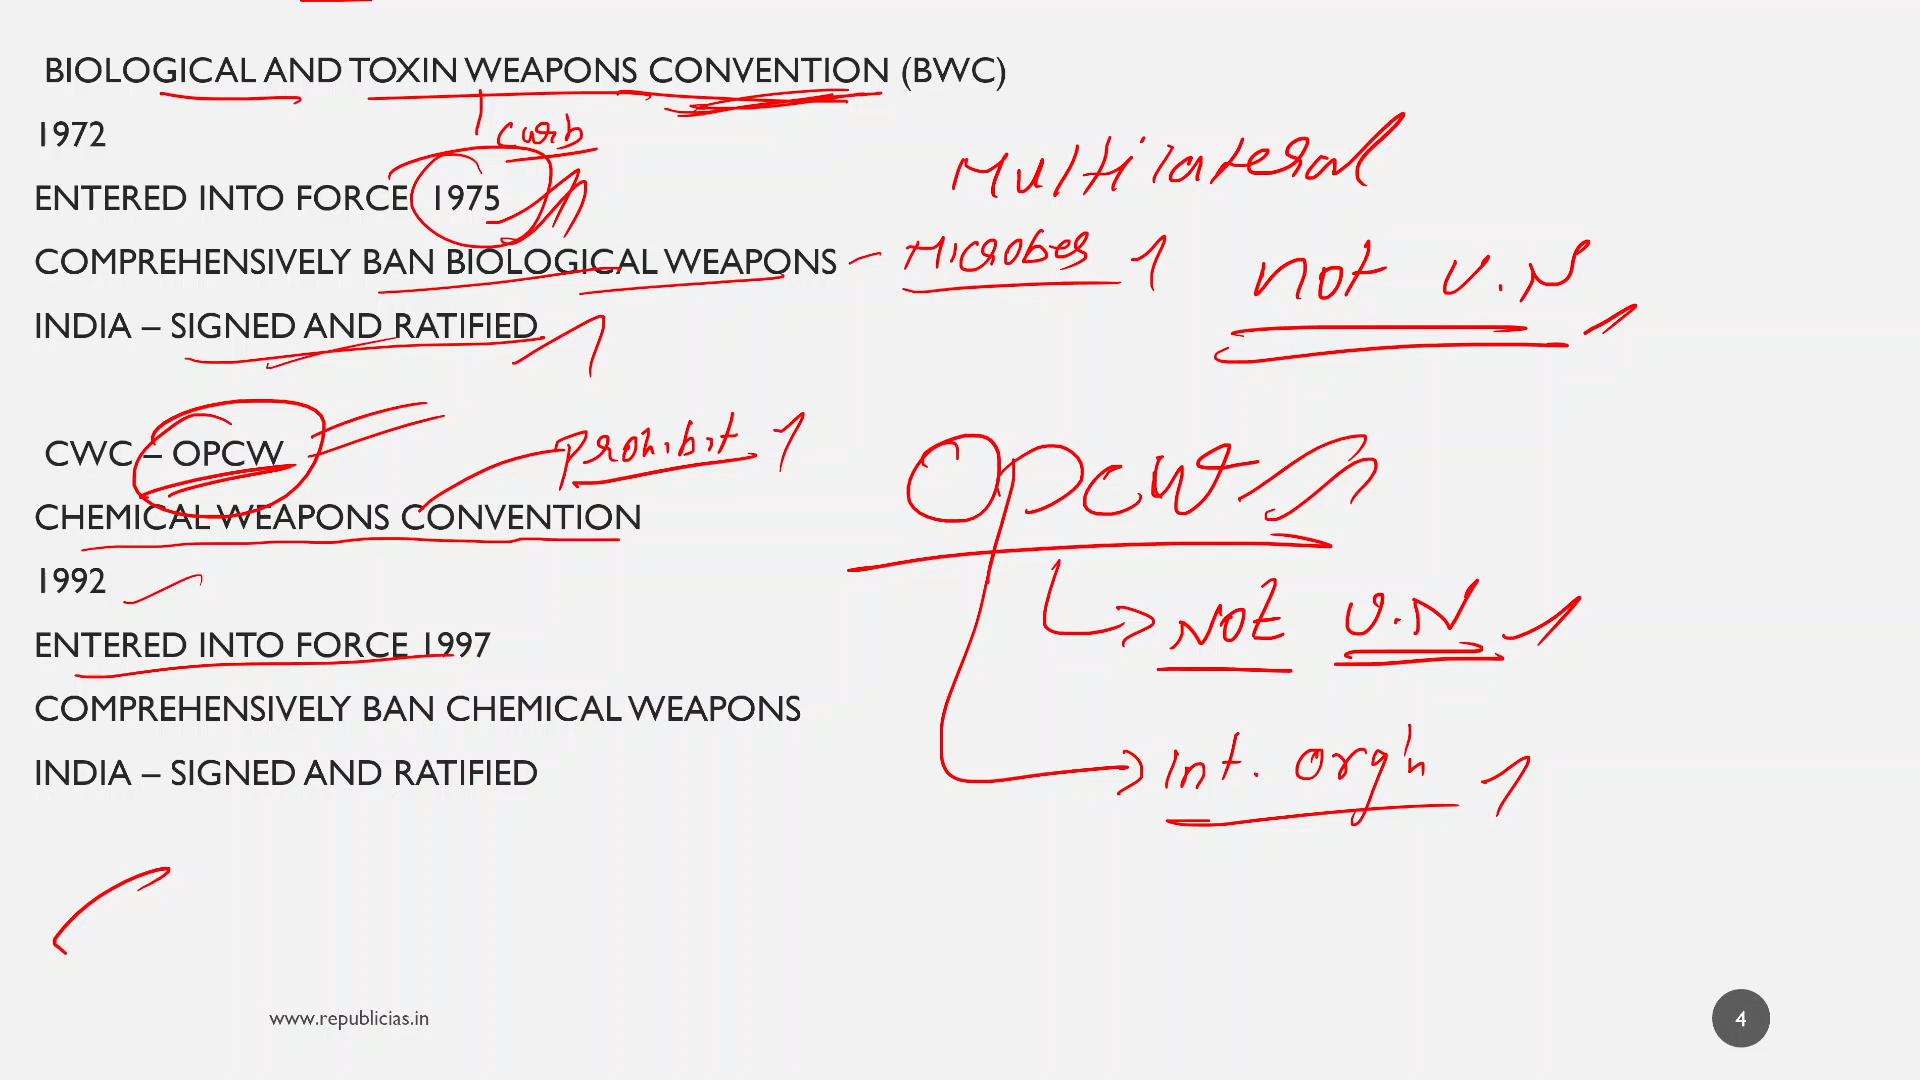 BIOLOGICAL AND TOXIN WEAPONS CONVENTION (BWC)
1972
curb
Multilateral
ENTERED INTO FORCE 1975
COMPREHENSIVELY BAN BIOLOGICAL WEAPONS
Microbes
not U.N
INDIA – SIGNED AND RATIFIED
CWC – OPCW
prohibit
OPCW
CHEMICAL WEAPONS CONVENTION
1992
NOT U.N
ENTERED INTO FORCE 1997
COMPREHENSIVELY BAN CHEMICAL WEAPONS
INDIA – SIGNED AND RATIFIED
int. org'n
www.republicias.in
4